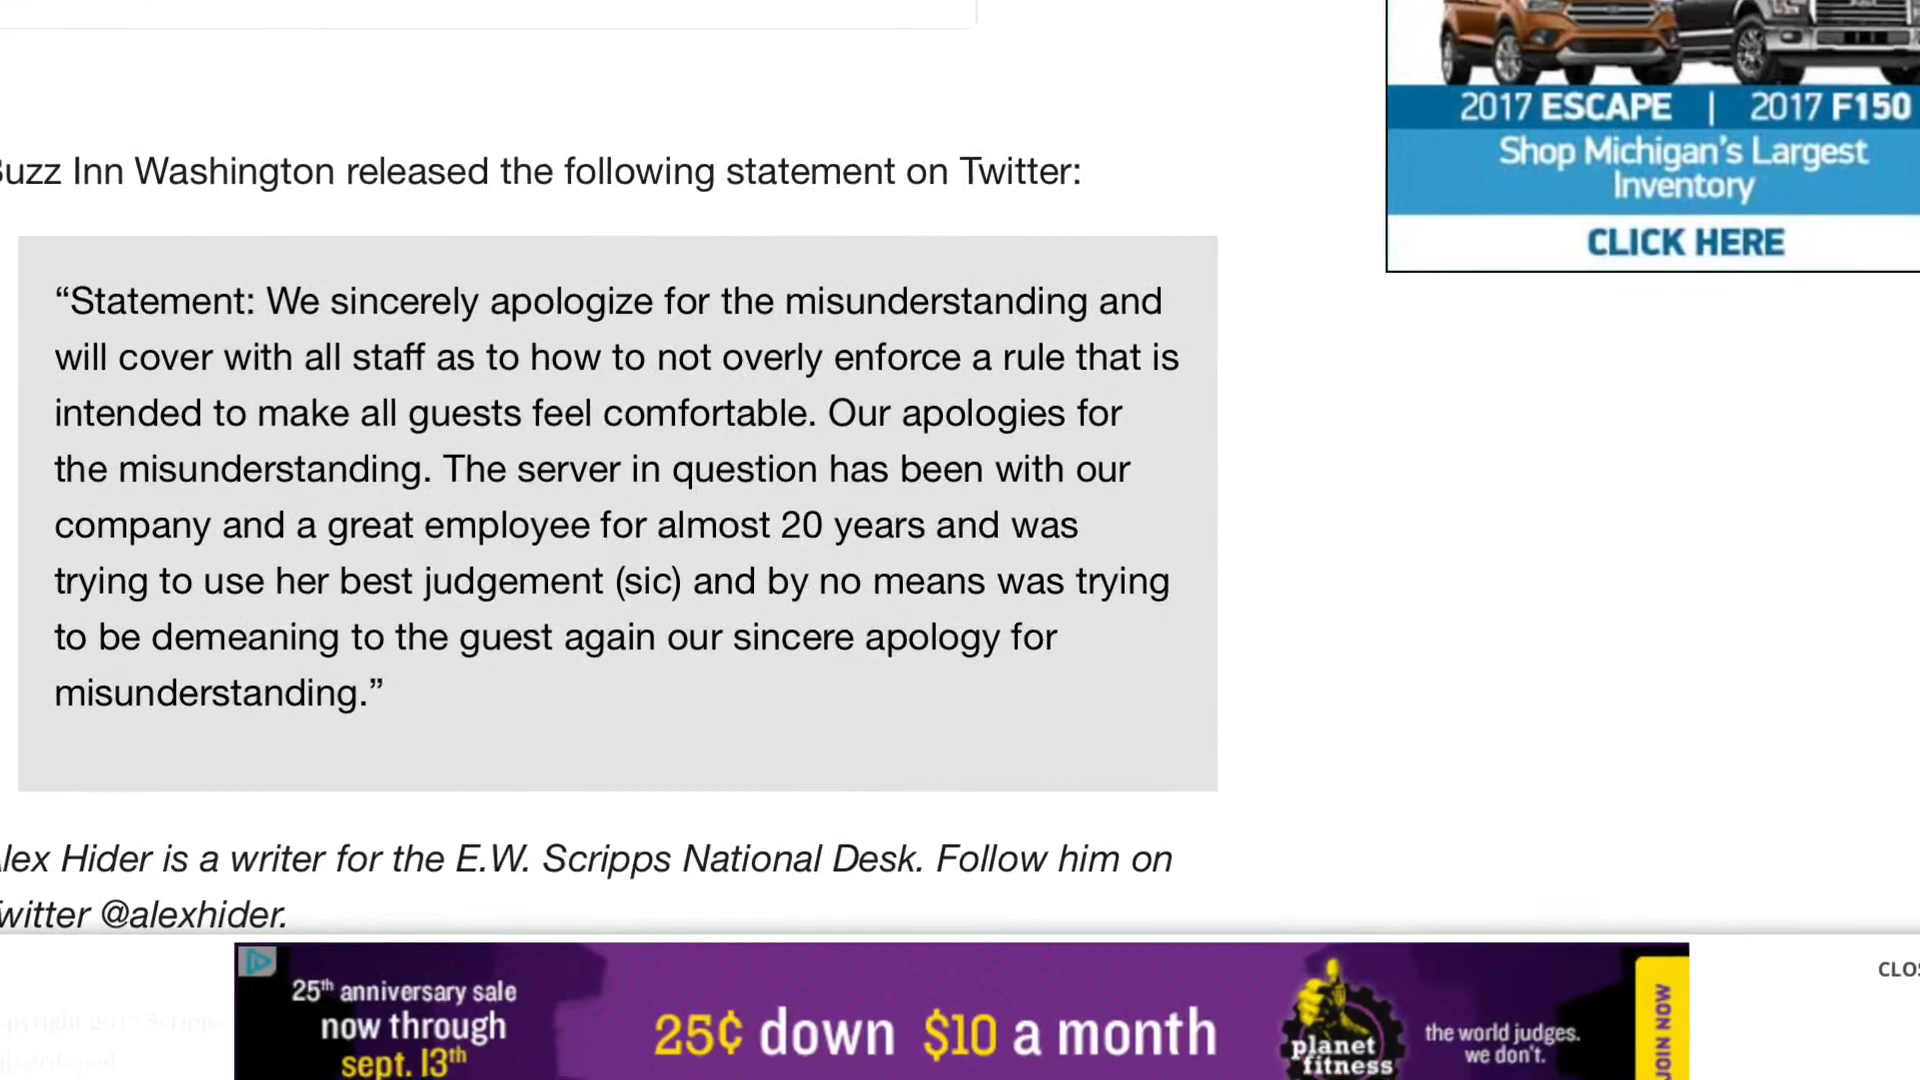 2017 ESCAPE | 2017 F150
Shop Michigan's Largest
Inventory
CLICK HERE
Buzz Inn Washington released the following statement on Twitter:
“Statement: We sincerely apologize for the misunderstanding and
will cover with all staff as to how to not overly enforce a rule that is
intended to make all guests feel comfortable. Our apologies for
the misunderstanding. The server in question has been with our
company and a great employee for almost 20 years and was
trying to use her best judgement (sic) and by no means was trying
to be demeaning to the guest again our sincere apology for
misunderstanding.”
Alex Hider is a writer for the E.W. Scripps National Desk. Follow him on
Twitter @alexhider.
CLOS
25th anniversary sale
now through
sept. 13th
25¢ down $10 a month
planet
fitness
the world judges.
we don't.
JOIN NOW